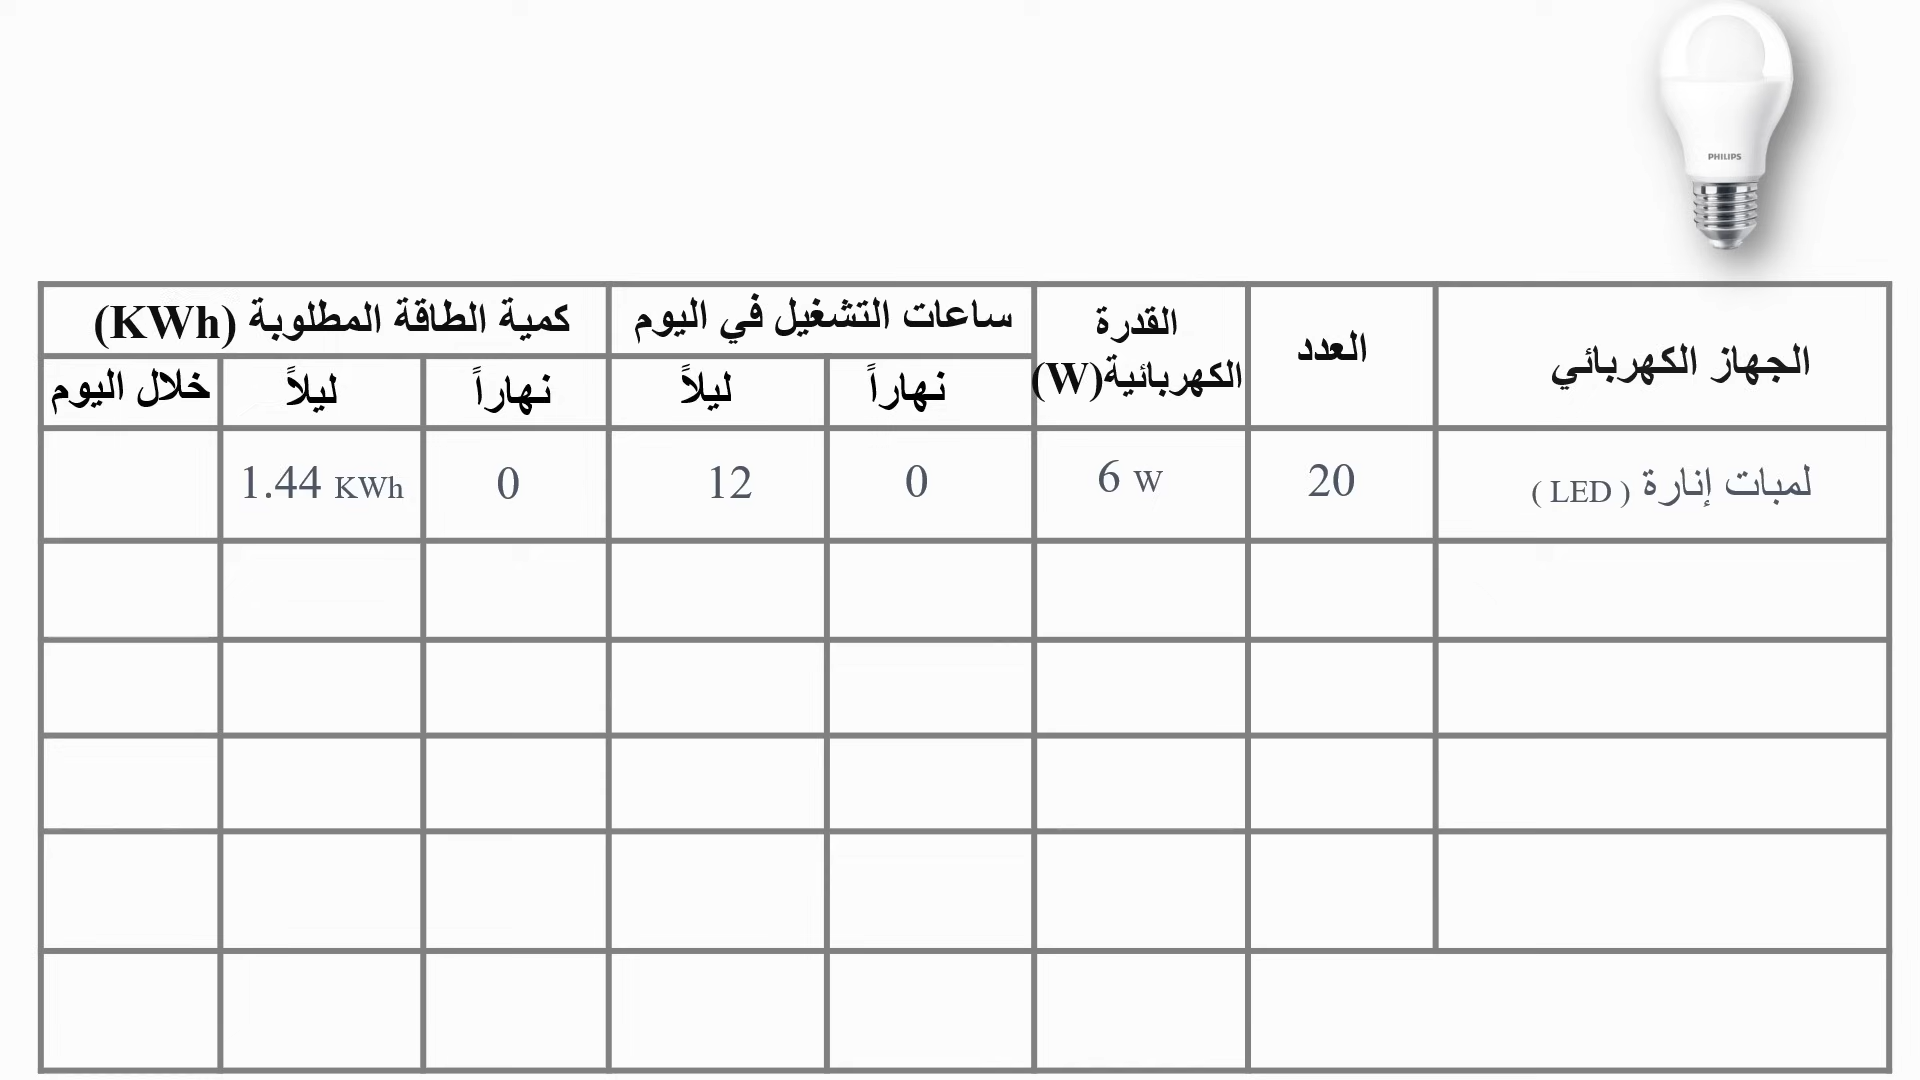 PHILIPS
الجهاز الكهربائي
العدد
القدرة
الكهربائية(W)
ساعات التشغيل في اليوم
كمية الطاقة المطلوبة (KWh)
نهاراً
ليلاً
نهاراً
ليلاً
خلال اليوم
لمبات إنارة ( LED )
20
6 W
0
12
0
1.44 KWh